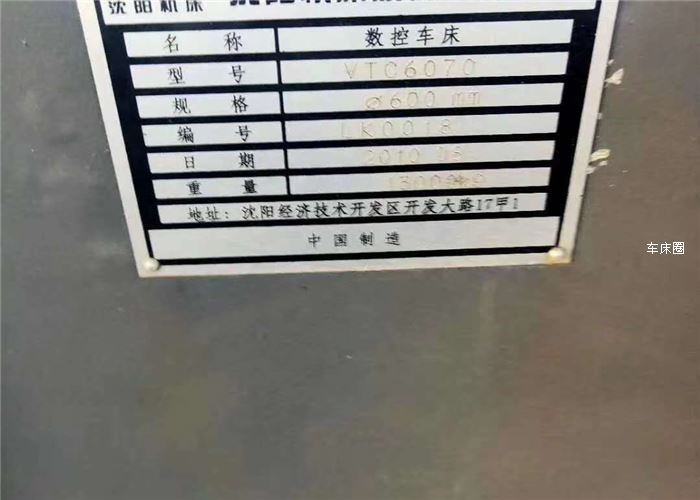 沈阳机床
名 称 数控车床
型 号 VTC6070
规 格 ø600mm
编 号 LK0018
日 期 2010.05
重 量
地址：沈阳经济技术开发区开发大路17甲1
中国制造
车床圈